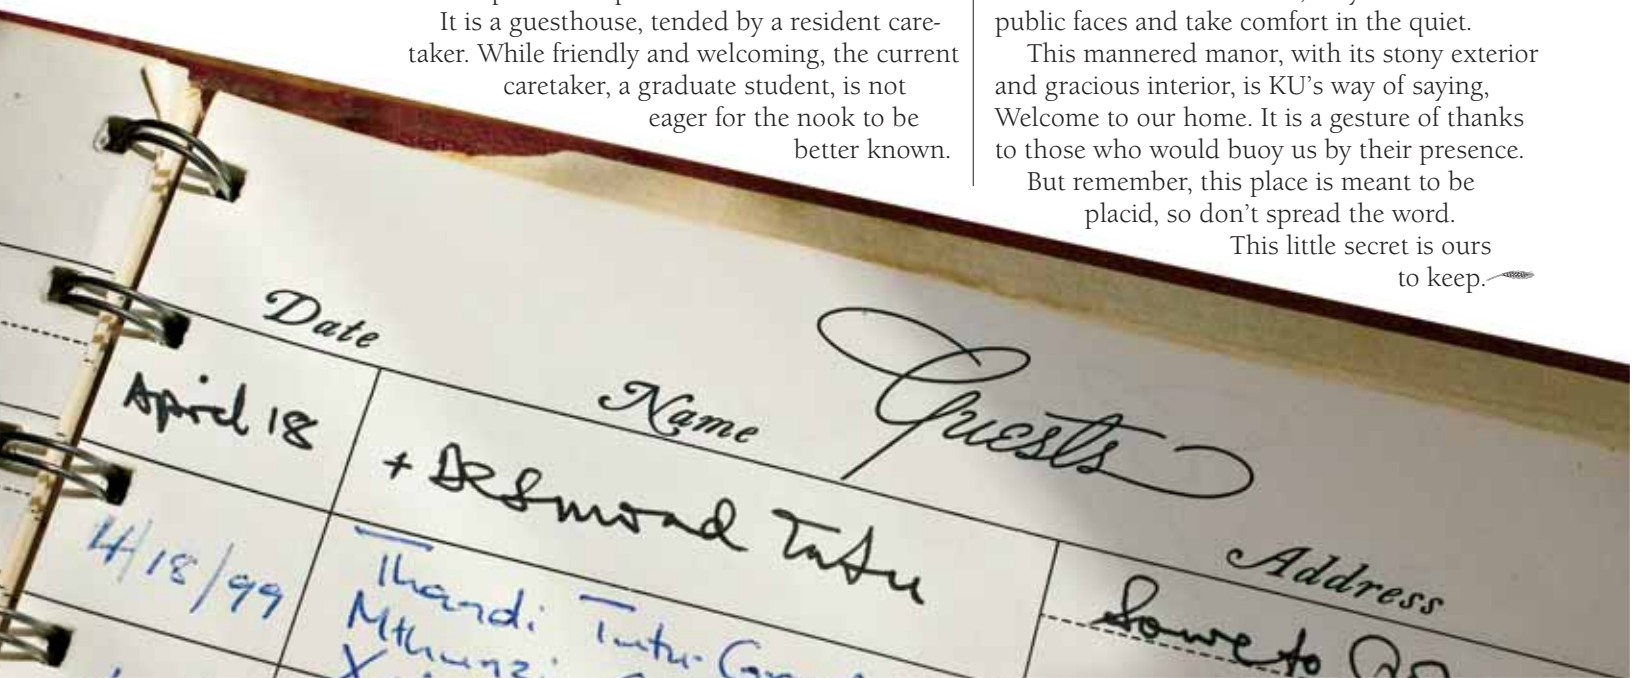 It is a guesthouse, tended by a resident care-
taker. While friendly and welcoming, the current
caretaker, a graduate student, is not
eager for the nook to be
better known.
public faces and take comfort in the quiet.
This mannered manor, with its stony exterior
and gracious interior, is KU's way of saying,
Welcome to our home. It is a gesture of thanks
to those who would buoy us by their presence.
But remember, this place is meant to be
placid, so don't spread the word.
This little secret is ours
to keep.
Guests
Date Name Address
April 18 + Desmond Tutu Soweto
4/18/99 Thandi Tutu-
Mthunzi